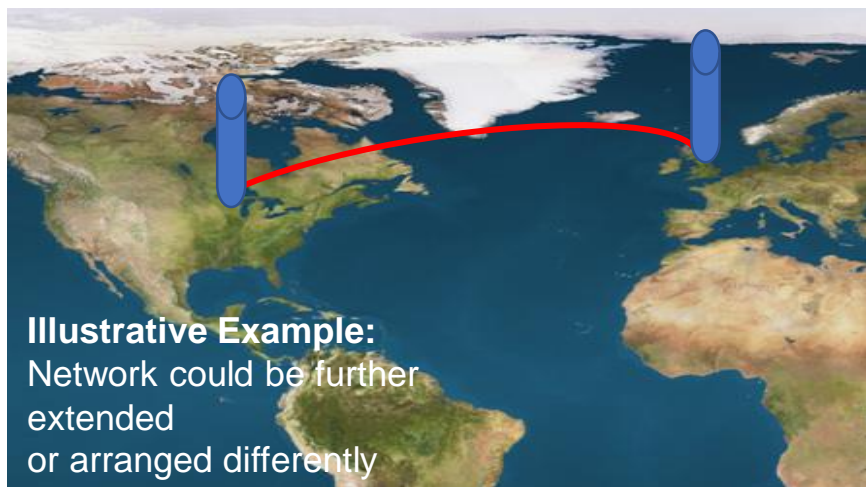 Illustrative Example:
Network could be further
extended
or arranged differently